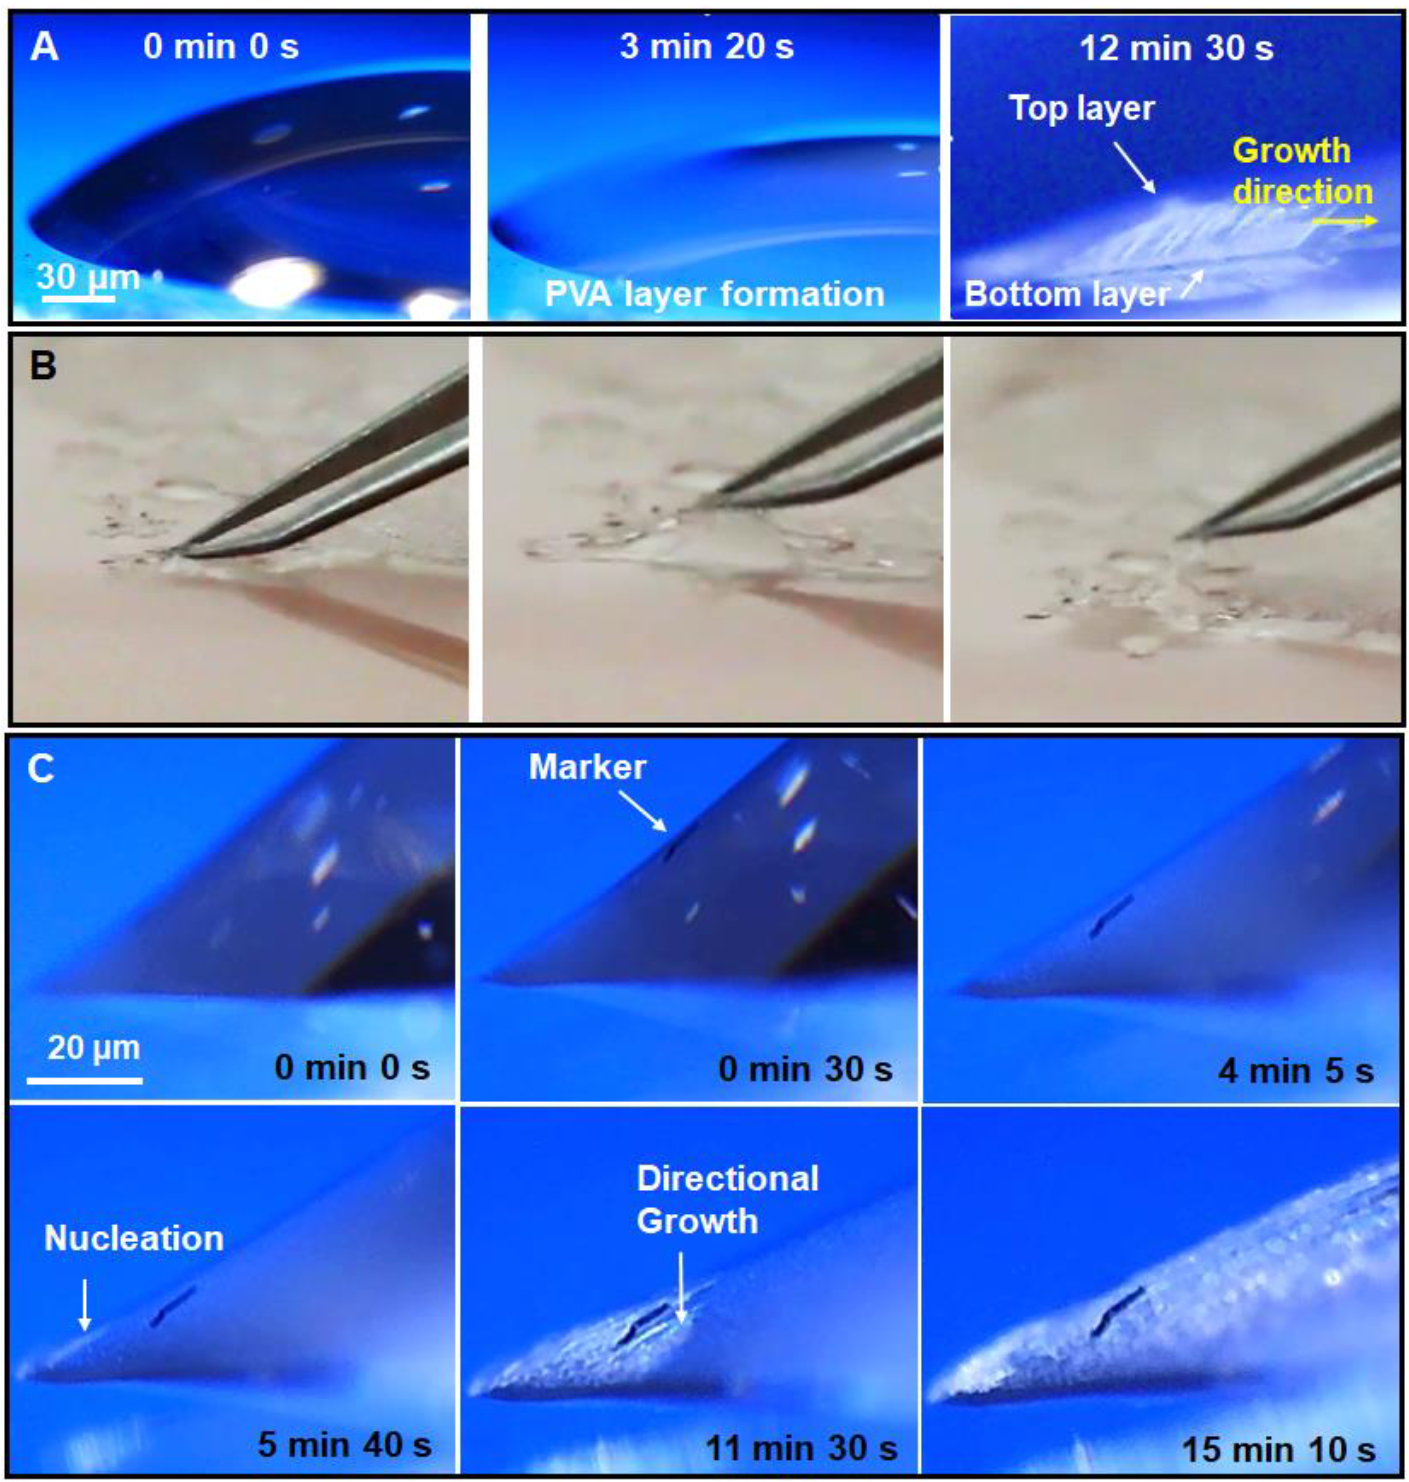 A
0 min 0 s
3 min 20 s
12 min 30 s
Top layer
Growth
direction
30 µm
PVA layer formation
Bottom layer
B
C
Marker
20 µm
0 min 0 s
0 min 30 s
4 min 5 s
Nucleation
Directional
Growth
5 min 40 s
11 min 30 s
15 min 10 s